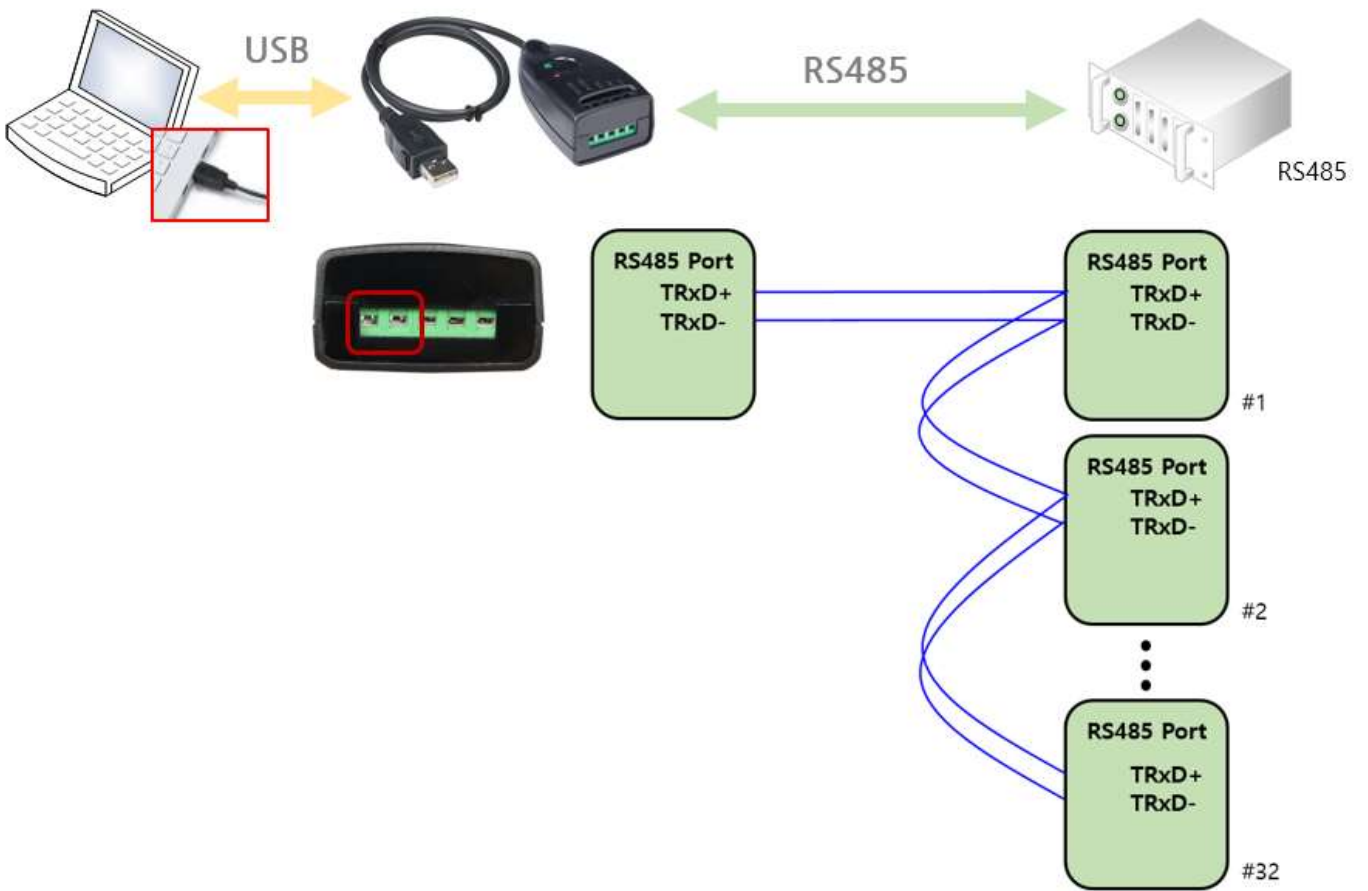 USB
RS485
RS485
RS485 Port
TRxD+
TRxD-
RS485 Port
TRxD+
TRxD-
#1
RS485 Port
TRxD+
TRxD-
#2
RS485 Port
TRxD+
TRxD-
#32